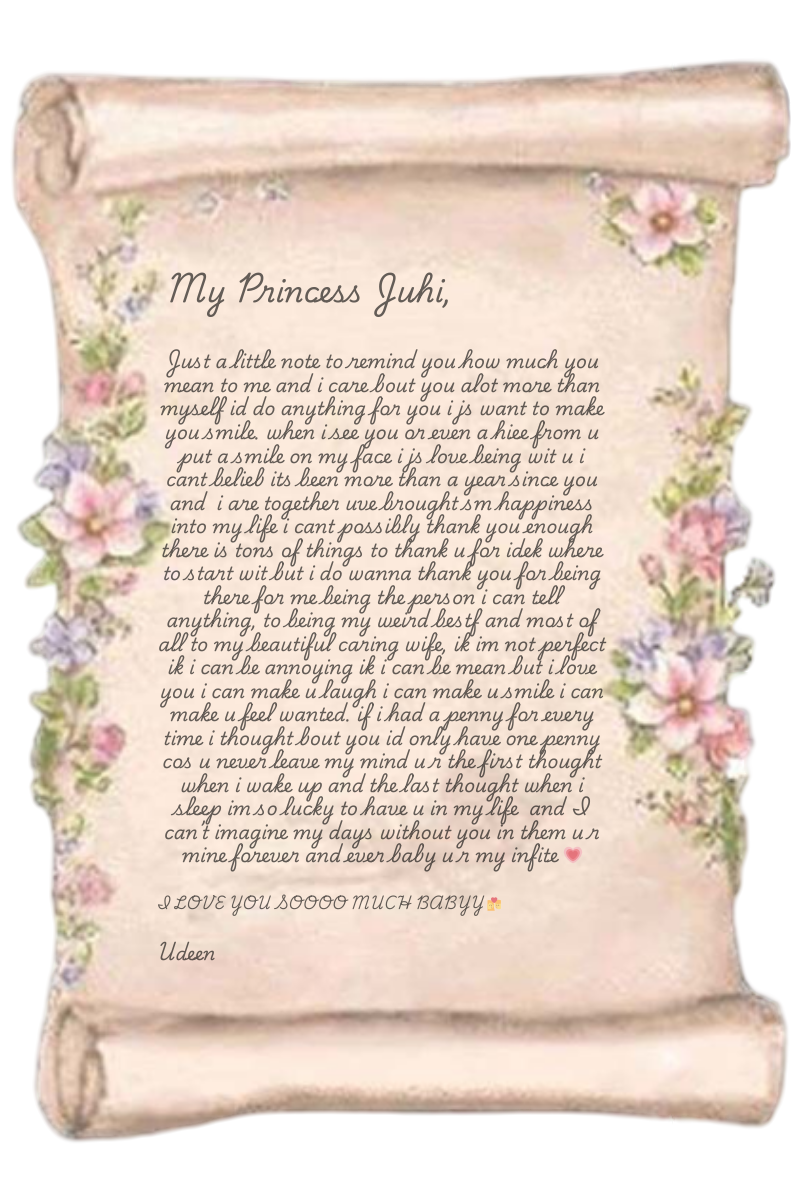 My Princess Juhi,
Just a little note to remind you how much you
mean to me and i care bout you alot more than
myself id do anything for you i js want to make
you smile. when i see you or even a hiee from u
put a smile on my face i js love being wit u i
cant belieb its been more than a year since you
and i are together uve brought sm happiness
into my life i cant possibly thank you enough
there is tons of things to thank u for idek where
to start wit but i do wanna thank you for being
there for me being the person i can tell
anything, to being my weird bestf and most of
all to my beautiful caring wife, ik im not perfect
ik i can be annoying ik i can be mean but i love
you i can make u laugh i can make u smile i can
make u feel wanted. if i had a penny for every
time i thought bout you id only have one penny
cos u never leave my mind u r the first thought
when i wake up and the last thought when i
sleep im so lucky to have u in my life and I
can't imagine my days without you in them u r
mine forever and ever baby u r my infite 💗
I LOVE YOU SOOOO MUCH BABYY💏
Udeen